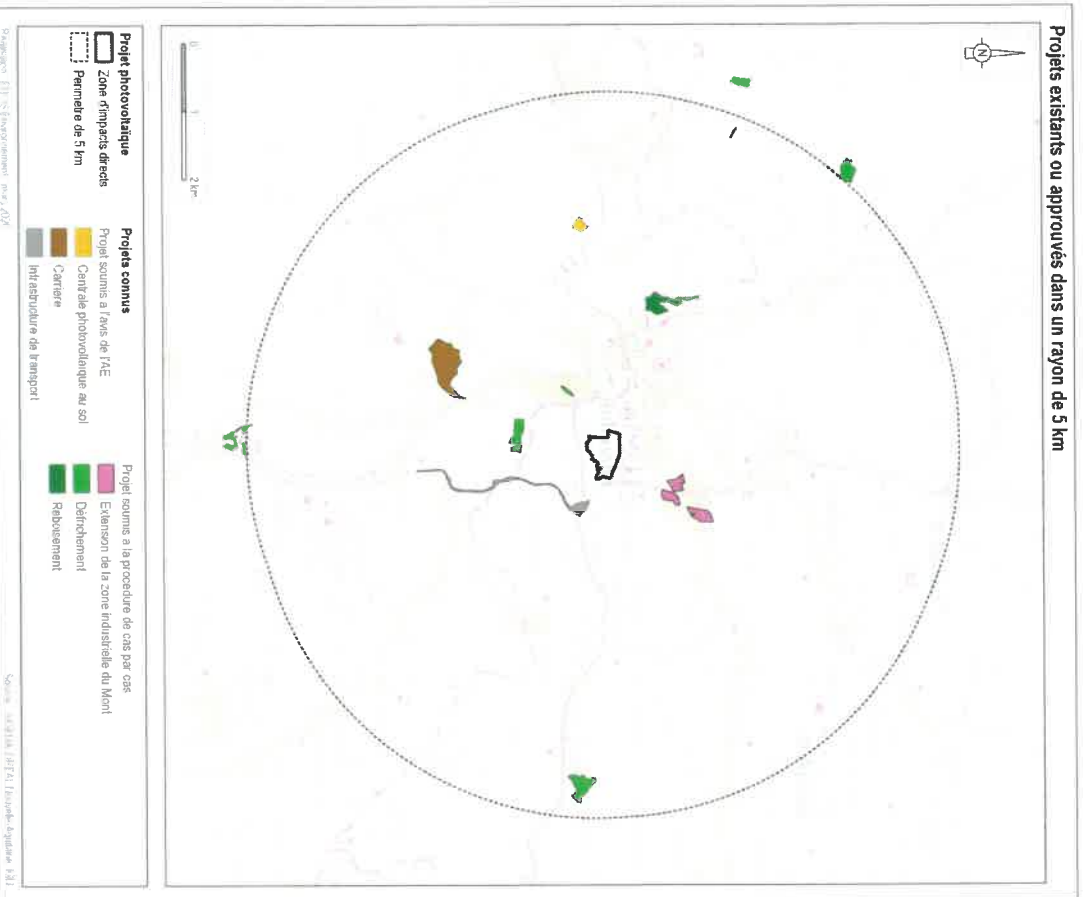 Projets existants ou approuvés dans un rayon de 5 km
N
0 1 2 km
Projet photovoltaïque
Zone d'impacts directs
Périmètre de 5 km
Projets connus
Projet soumis à l'avis de l'AE
Centrale photovoltaïque au sol
Carrière
Infrastructure de transport
Projet soumis à la procédure de cas par cas
Extension de la zone industrielle du Mont
Défrichement
Reboisement